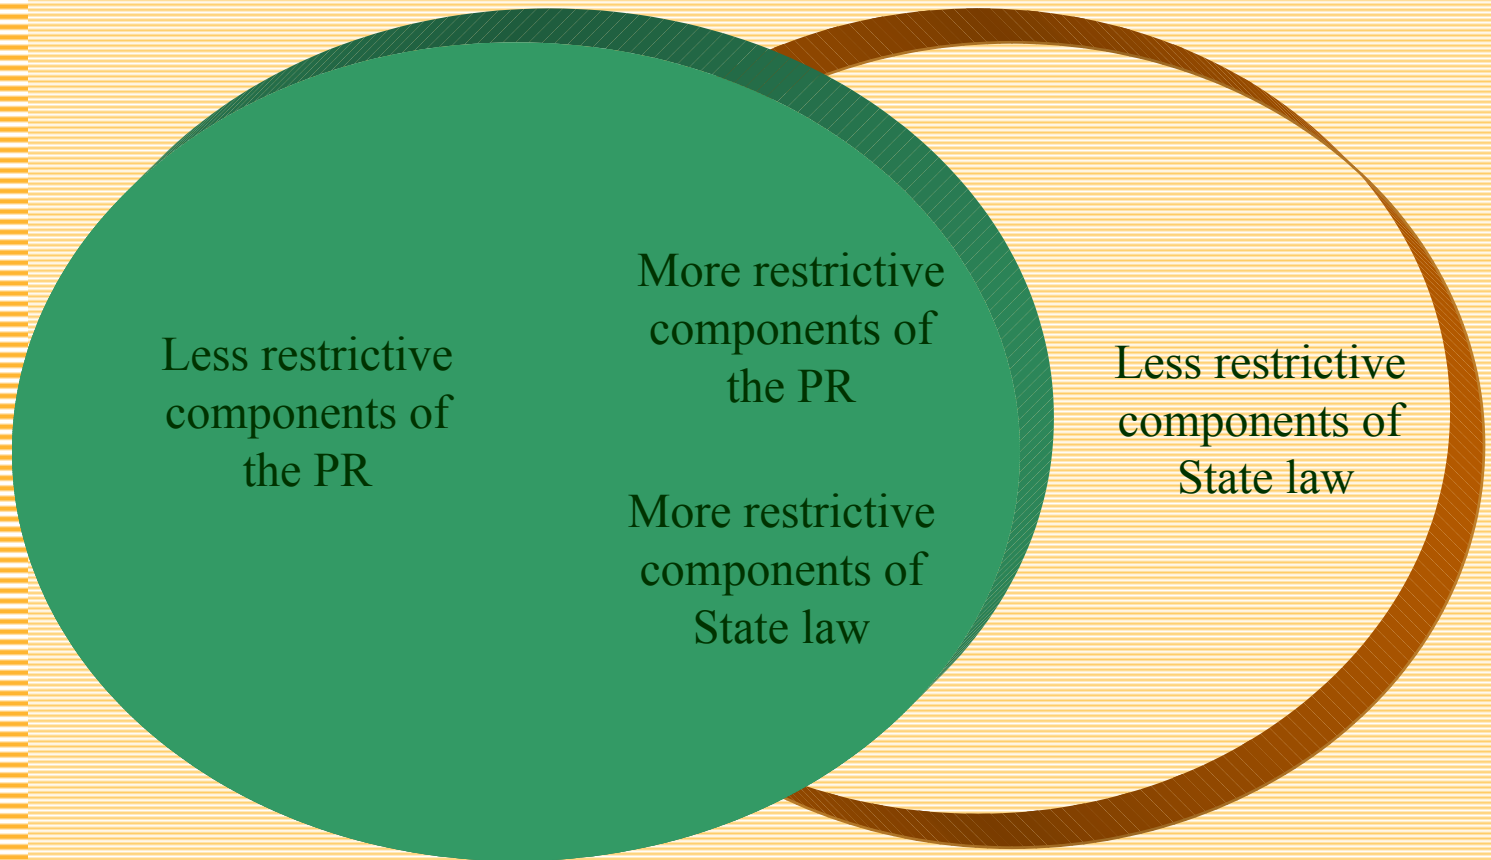 Less restrictive
components of
the PR
More restrictive
components of
the PR
More restrictive
components of
State law
Less restrictive
components of
State law